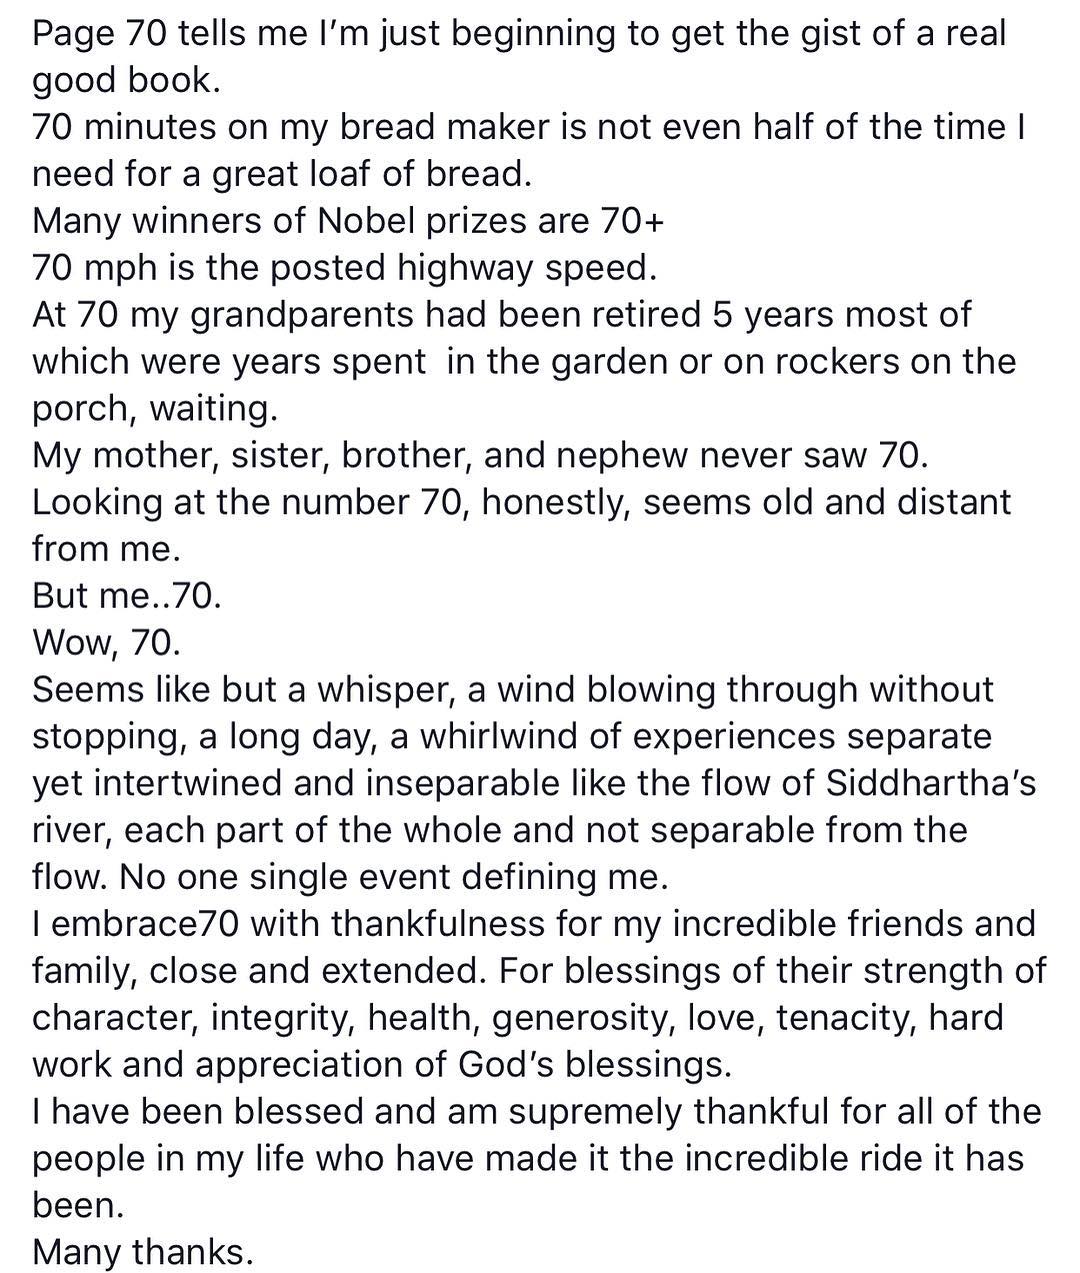 Page 70 tells me I’m just beginning to get the gist of a real
good book.
70 minutes on my bread maker is not even half of the time I
need for a great loaf of bread.
Many winners of Nobel prizes are 70+
70 mph is the posted highway speed.
At 70 my grandparents had been retired 5 years most of
which were years spent  in the garden or on rockers on the
porch, waiting.
My mother, sister, brother, and nephew never saw 70.
Looking at the number 70, honestly, seems old and distant
from me.
But me..70.
Wow, 70.
Seems like but a whisper, a wind blowing through without
stopping, a long day, a whirlwind of experiences separate
yet intertwined and inseparable like the flow of Siddhartha’s
river, each part of the whole and not separable from the
flow. No one single event defining me.
I embrace70 with thankfulness for my incredible friends and
family, close and extended. For blessings of their strength of
character, integrity, health, generosity, love, tenacity, hard
work and appreciation of God’s blessings.
I have been blessed and am supremely thankful for all of the
people in my life who have made it the incredible ride it has
been.
Many thanks.